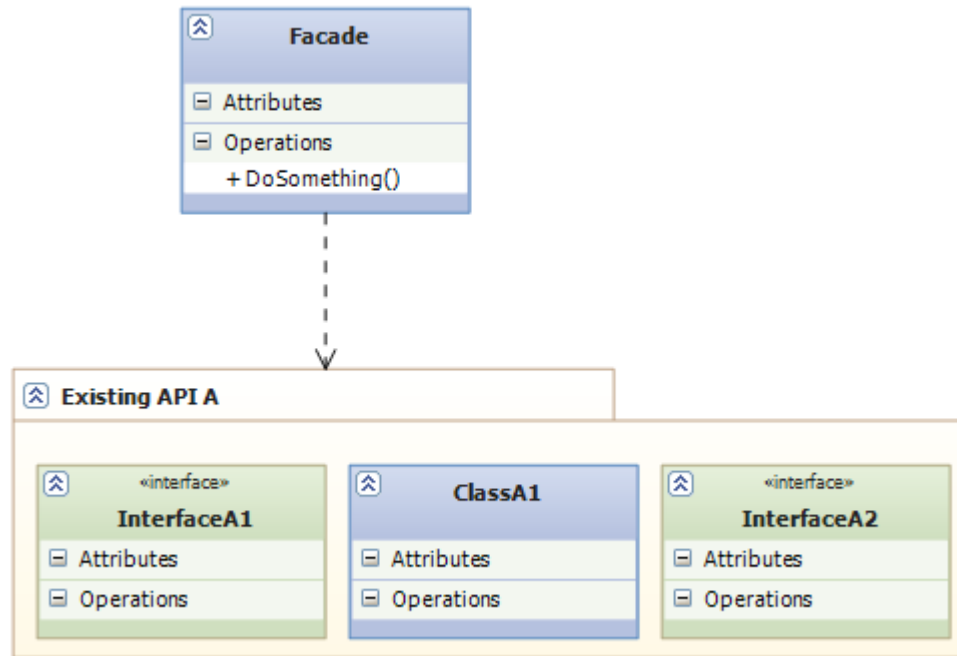 Facade
Attributes
Operations
+ DoSomething()
Existing API A
«interface»
InterfaceA1
Attributes
Operations
ClassA1
Attributes
Operations
«interface»
InterfaceA2
Attributes
Operations